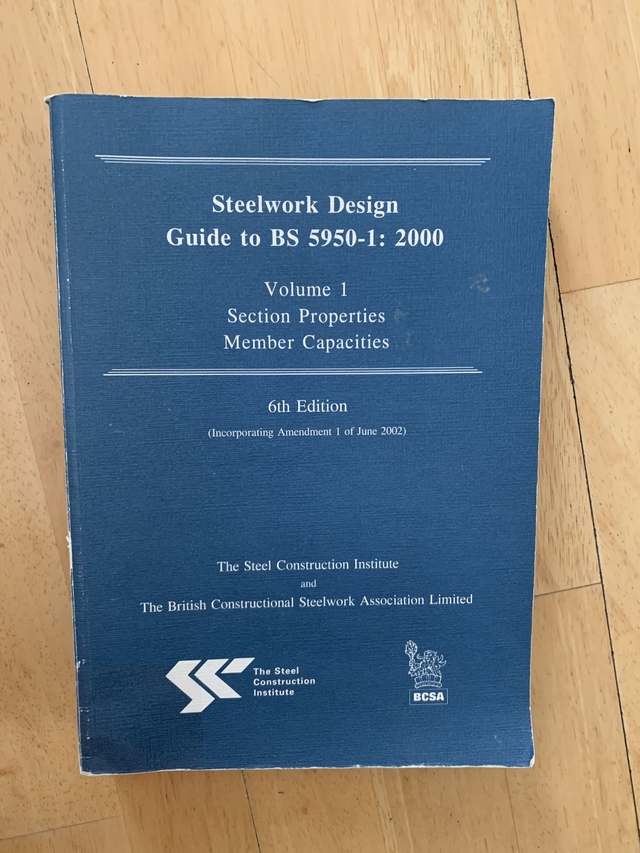 Steelwork Design
Guide to BS 5950-1: 2000
Volume 1
Section Properties
Member Capacities
6th Edition
(Incorporating Amendment 1 of June 2002)
The Steel Construction Institute
and
The British Constructional Steelwork Association Limited
The Steel
Construction
Institute
BCSA